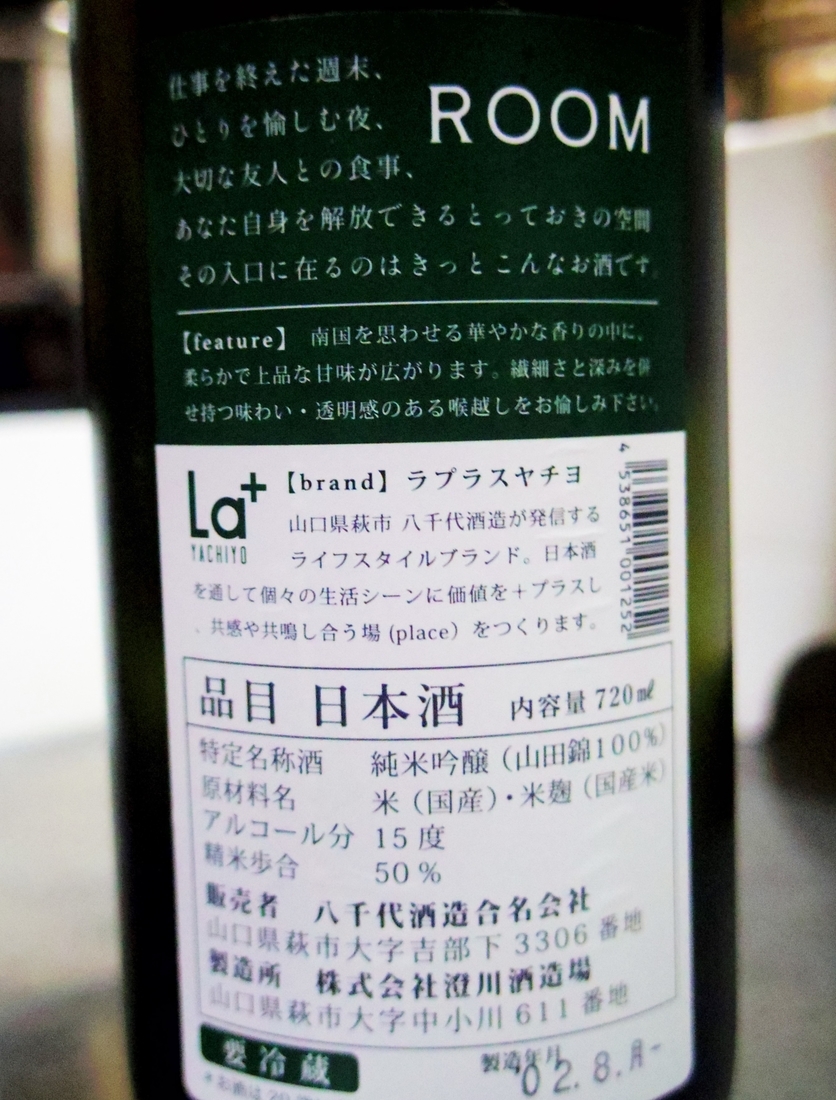 仕事を終えた週末、
ROOM
ひとりを愉しむ夜、
大切な友人との食事、
あなた自身を解放できるとっておきの空間
その入口に在るのはきっとこんなお酒です。
【feature】 南国を思わせる華やかな香りの中に、
柔らかで上品な甘味が広がります。繊細さと深みを併
せ持つ味わい・透明感のある喉越しをお愉しみ下さい。
La+
YACHIYO
【brand】ラプラスヤチヨ
山口県萩市 八千代酒造が発信する
ライフスタイルブランド。日本酒
を通して個々の生活シーンに価値を＋プラスし
、共感や共鳴し合う場 (place）をつくります。
4 538651 001252
品目 日本酒 内容量 720㎖
特定名称酒 純米吟醸（山田錦100%）
原材料名 米（国産）・米麹（国産米）
アルコール分 15 度
精米歩合 50 %
販売者 八千代酒造合名会社
山口県萩市大字吉部下 3306 番地
製造所 株式会社澄川酒造場
山口県萩市大字中小川 611 番地
要冷蔵
製造年月
02.8.月
お酒は 20